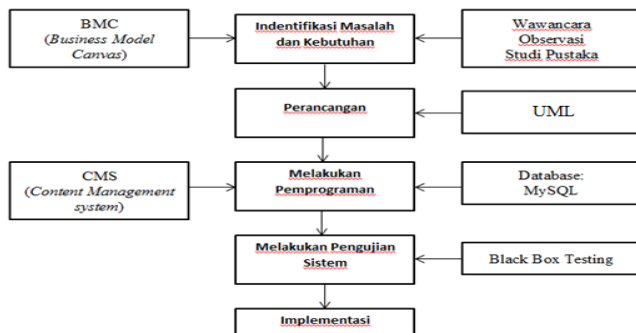 BMC
(Business Model
Canvas)
Indentifikasi Masalah
dan Kebutuhan
Wawancara
Observasi
Studi Pustaka
Perancangan
UML
CMS
(Content Management
system)
Melakukan
Pemprograman
Database:
MySQL
Melakukan Pengujian
Sistem
Black Box Testing
Implementasi